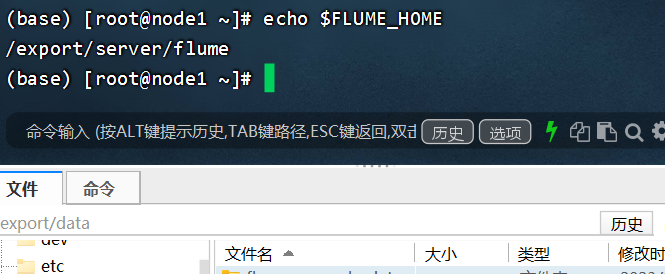 (base) [root@node1 ~]# echo $FLUME_HOME
/export/server/flume
(base) [root@node1 ~]#
命令输入 (按ALT键提示历史,TAB键路径,ESC键返回,双击 历史 选项
文件 命令
export/data 历史
dev
文件名 大小 类型 修改时
etc